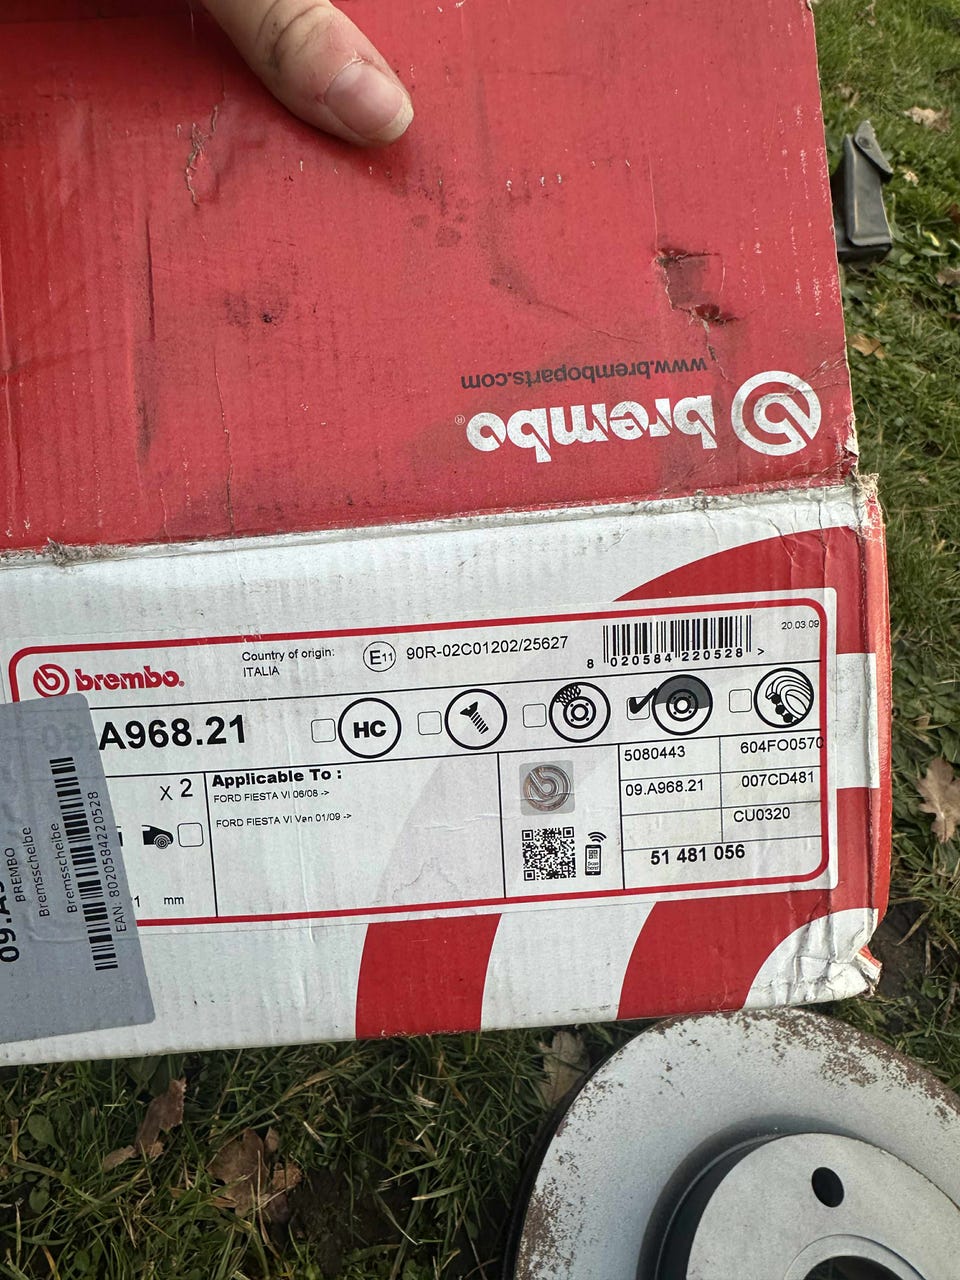 www.bremboparts.com
brembo®
brembo®
Country of origin:
ITALIA
E11
90R-02C01202/25627
8 020584 220528 >
20.03.09
A968.21
HC
x 2
Applicable To :
FORD FIESTA VI 06/08 ->
FORD FIESTA VI Van 01/09 ->
mm
5080443
604FO0570
09.A968.21
007CD481
CU0320
51 481 056
BREMBO
Bremsscheibe
Bremsscheibe
EAN: 8020584220528